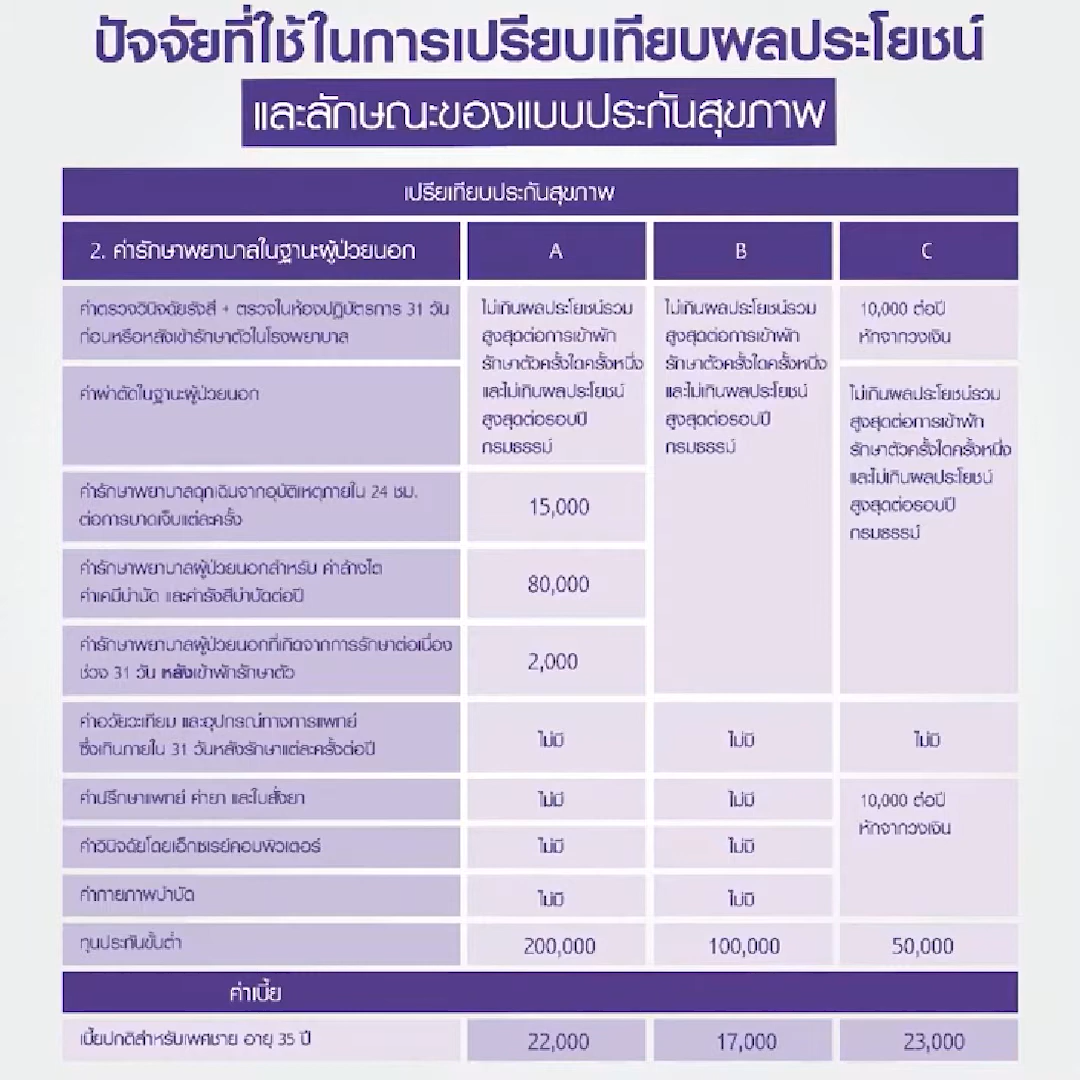 ปัจจัยที่ใช้ในการเปรียบเทียบผลประโยชน์
และลักษณะของแบบประกันสุขภาพ
เปรียเทียบประกันสุขภาพ
2. ค่ารักษาพยาบาลในฐานะผู้ป่วยนอก A B C
ค่าตรวจวินิจฉัยรังสี + ตรวจในห้องปฏิบัตรการ 31 วัน
ก่อนหรือหลังเข้ารักษาตัวในโรงพยาบาล
ไม่เกินผลประโยชน์รวม
สูงสุดต่อการเข้าพัก
รักษาตัวครั้งใดครั้งหนึ่ง
และไม่เกินผลประโยชน์
สูงสุดต่อรอบปี
กรมธรรม์
ไม่เกินผลประโยชน์รวม
สูงสุดต่อการเข้าพัก
รักษาตัวครั้งใดครั้งหนึ่ง
และไม่เกินผลประโยชน์
สูงสุดต่อรอบปี
กรมธรรม์
10,000 ต่อปี
หักจากวงเงิน
ค่าผ่าตัดในฐานะผู้ป่วยนอก
ไม่เกินผลประโยชน์รวม
สูงสุดต่อการเข้าพัก
รักษาตัวครั้งใดครั้งหนึ่ง
และไม่เกินผลประโยชน์
สูงสุดต่อรอบปี
กรมธรรม์
ค่ารักษาพยาบาลฉุกเฉินจากอุบัติเหตุภายใน 24 ชม.
ต่อการบาดเจ็บแต่ละครั้ง
15,000
ค่ารักษาพยาบาลผู้ป่วยนอกสำหรับ ค่าล้างไต
ค่าเคมีบำบัด และค่ารังสีบำบัดต่อปี
80,000
ค่ารักษาพยาบาลผู้ป่วยนอกที่เกิดจากการรักษาต่อเนื่อง
ช่วง 31 วัน หลังเข้าพักรักษาตัว
2,000
ค่าอวัยวะเทียม และอุปกรณ์ทางการแพทย์
ซึ่งเกินภายใน 31 วันหลังรักษาแต่ละครั้งต่อปี
ไม่มี ไม่มี ไม่มี
ค่าปรึกษาแพทย์ ค่ายา และใบสั่งยา ไม่มี ไม่มี
10,000 ต่อปี
หักจากวงเงิน
ค่าวินิจฉัยโดยเอ็กซเรย์คอมพิวเตอร์ ไม่มี ไม่มี
ค่ากายภาพบำบัด ไม่มี ไม่มี
ทุนประกันขั้นต่ำ 200,000 100,000 50,000
ค่าเบี้ย
เบี้ยปกติสำหรับเพศชาย อายุ 35 ปี 22,000 17,000 23,000